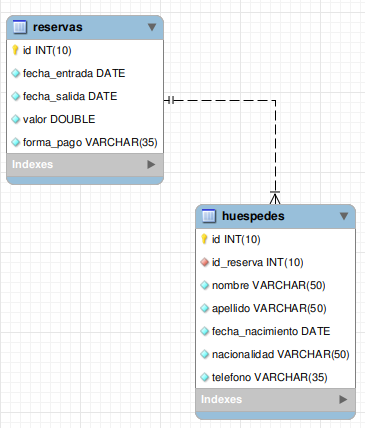 reservas
id INT(10)
fecha_entrada DATE
fecha_salida DATE
valor DOUBLE
forma_pago VARCHAR(35)
Indexes
huespedes
id INT(10)
id_reserva INT(10)
nombre VARCHAR(50)
apellido VARCHAR(50)
fecha_nacimiento DATE
nacionalidad VARCHAR(50)
telefono VARCHAR(35)
Indexes